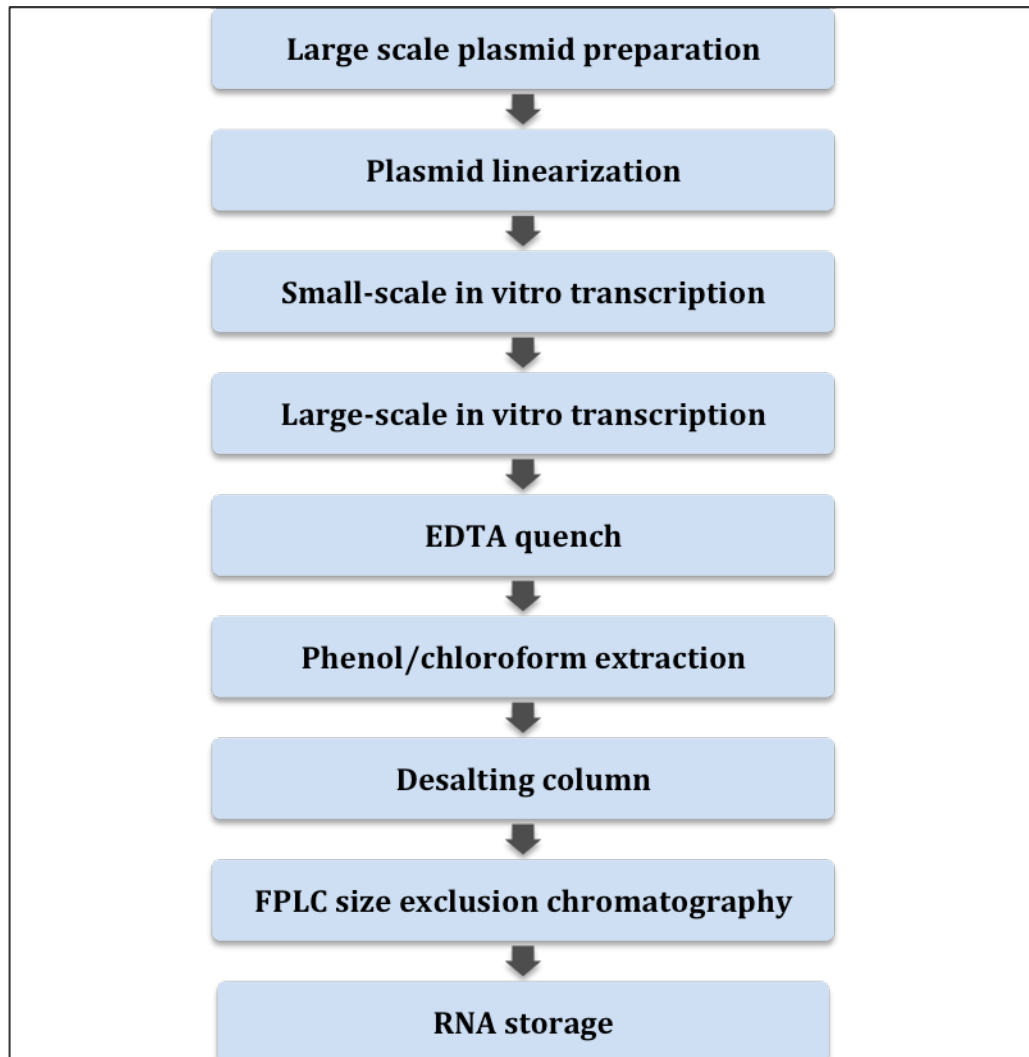 Large scale plasmid preparation
Plasmid linearization
Small-scale in vitro transcription
Large-scale in vitro transcription
EDTA quench
Phenol/chloroform extraction
Desalting column
FPLC size exclusion chromatography
RNA storage